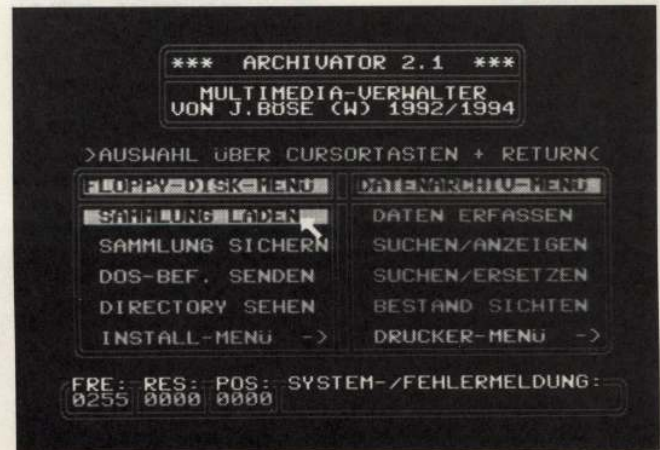 *** ARCHIVATOR 2.1 ***
MULTIMEDIA-VERWALTER
VON J.BÖSE (W) 1992/1994
>AUSWAHL ÜBER CURSORTASTEN + RETURN<
FLOPPY-DISK-MENÜ
SAMMLUNG LADEN
SAMMLUNG SICHERN
DOS-BEF. SENDEN
DIRECTORY SEHEN
INSTALL-MENÜ ->
DATENARCHIV-MENÜ
DATEN ERFASSEN
SUCHEN/ANZEIGEN
SUCHEN/ERSETZEN
BESTAND SICHTEN
DRUCKER-MENÜ ->
FRE: RES: POS: SYSTEM-/FEHLERMELDUNG:
0255 0000 0000